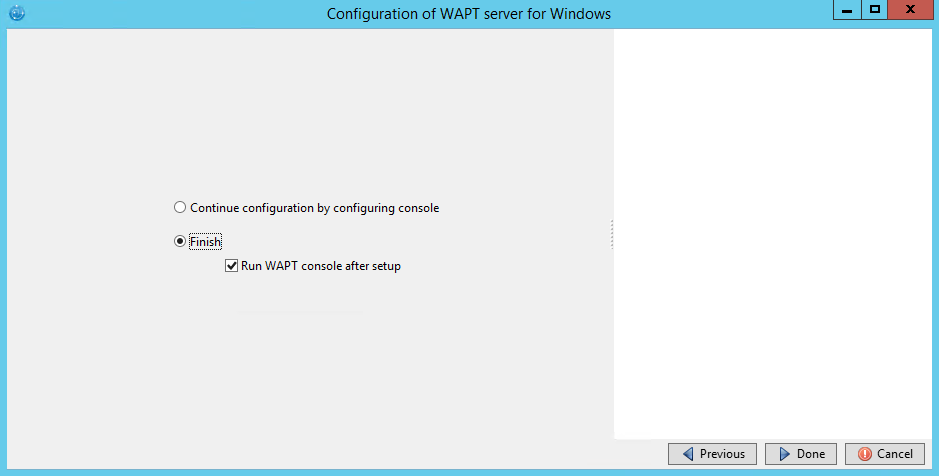 Configuration of WAPT server for Windows
Continue configuration by configuring console
Finish
Run WAPT console after setup
Previous Done Cancel